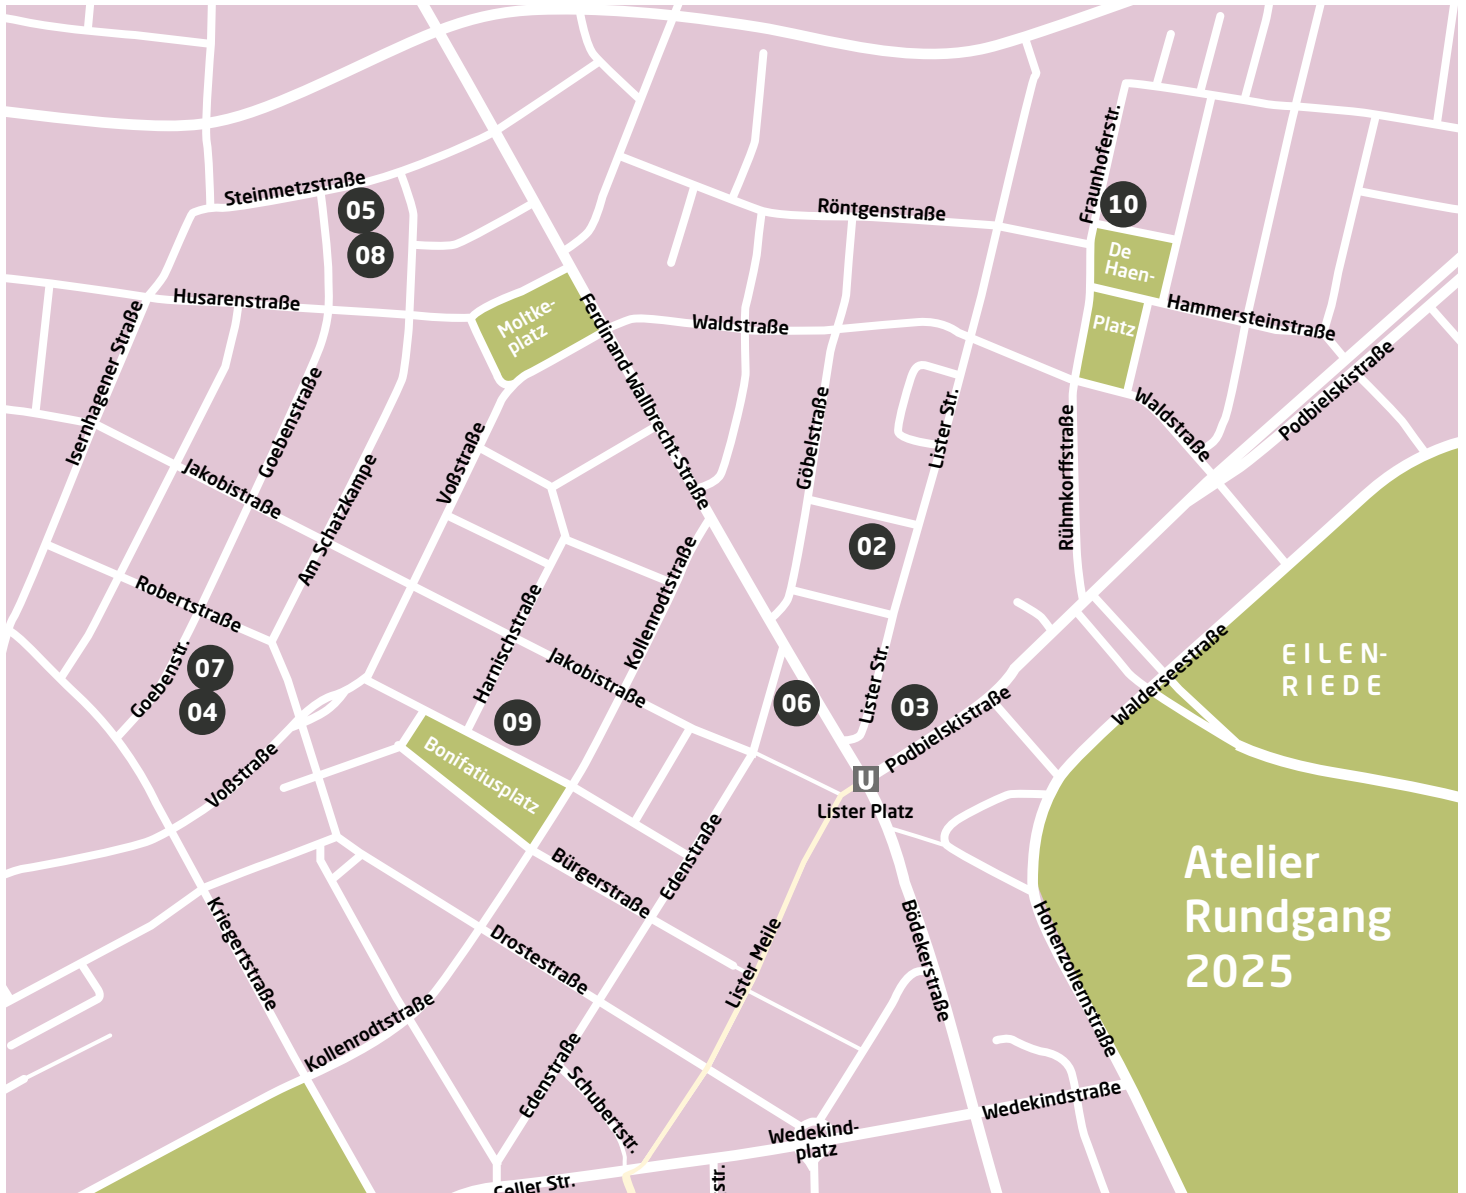 Steinmetzstraße
05
08
Röntgenstraße
Fraunhoferstr.
10
De
Haen-
Platz
Husarenstraße
Isernhagener Straße
Moltke-
platz
Ferdinand-Wallbrecht-Straße
Waldstraße
Hammersteinstraße
Podbielskistraße
Goebenstraße
Jakobistraße
Am Schatzkampe
Voßstraße
Göbelstraße
Lister Str.
Rühmkorffstraße
Waldstraße
02
Robertstraße
Goebenstr.
07
04
Harnischstraße
Kollenrodtstraße
Jakobistraße
09
06
Lister Str.
03
Podbielskistraße
Walderseestraße
EILEN-
RIEDE
Voßstraße
Bonifatiusplatz
U
Lister Platz
Edenstraße
Bürgerstraße
Atelier
Rundgang
2025
Kriegertstraße
Drostestraße
Lister Meile
Bödekerstraße
Hohenzollernstraße
Kollenrodtstraße
Edenstraße
Schubertstr.
Wedekindstraße
Wedekind-
platz
Celler Str.
str.